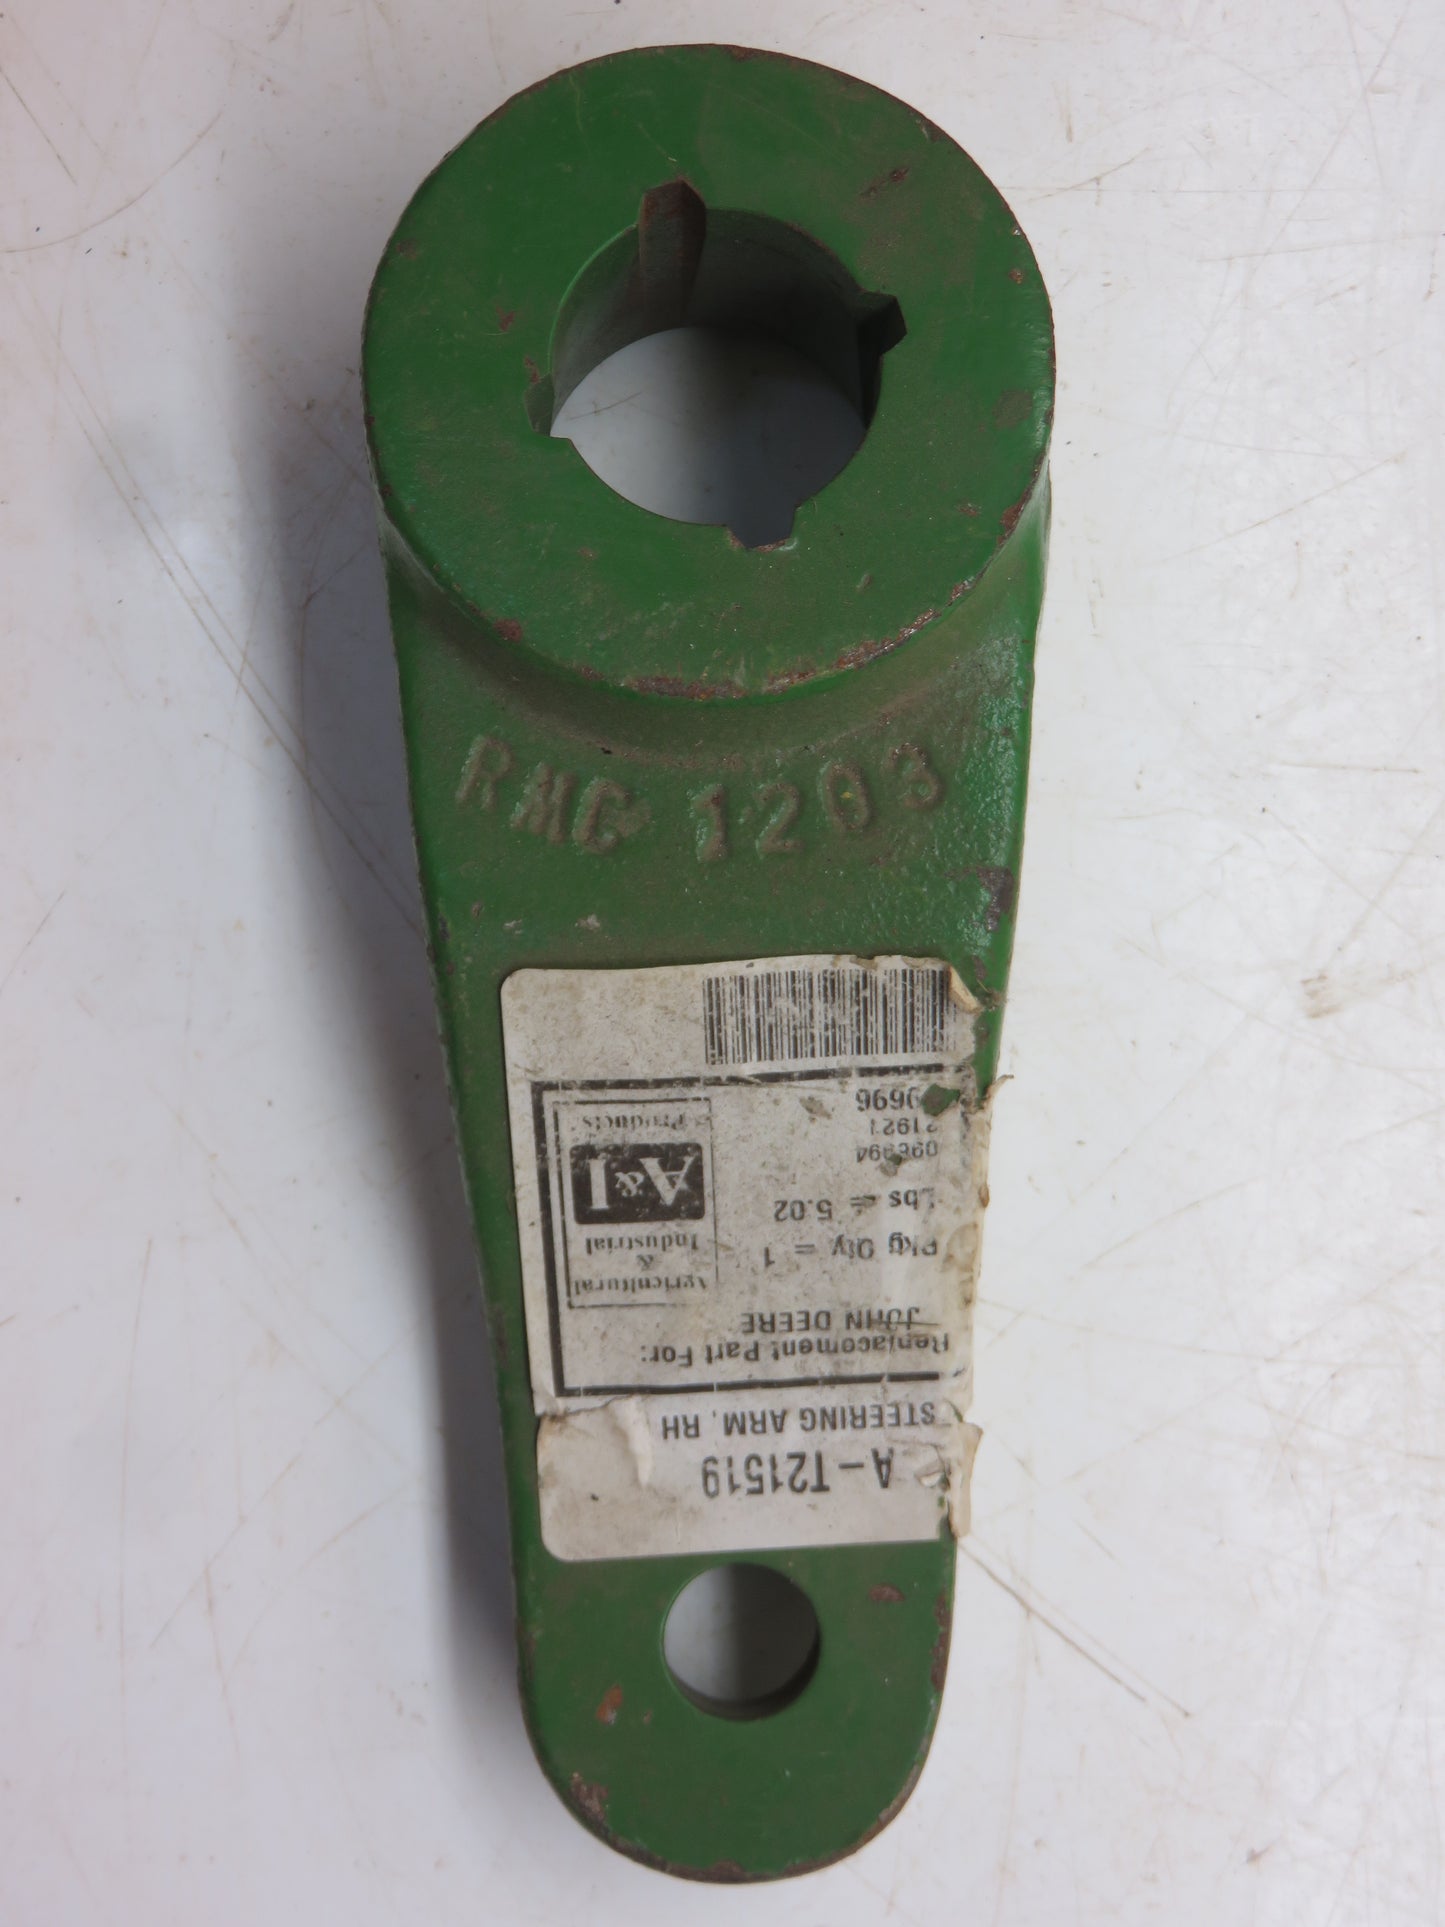 RMC 1203
A-T21519
STEERING ARM, RH
Replacement Part For:
JOHN DEERE
Pkg Qty = 1
Lbs = 5.02
21921
9696
Agricultural
&
Industrial
A&I
Products